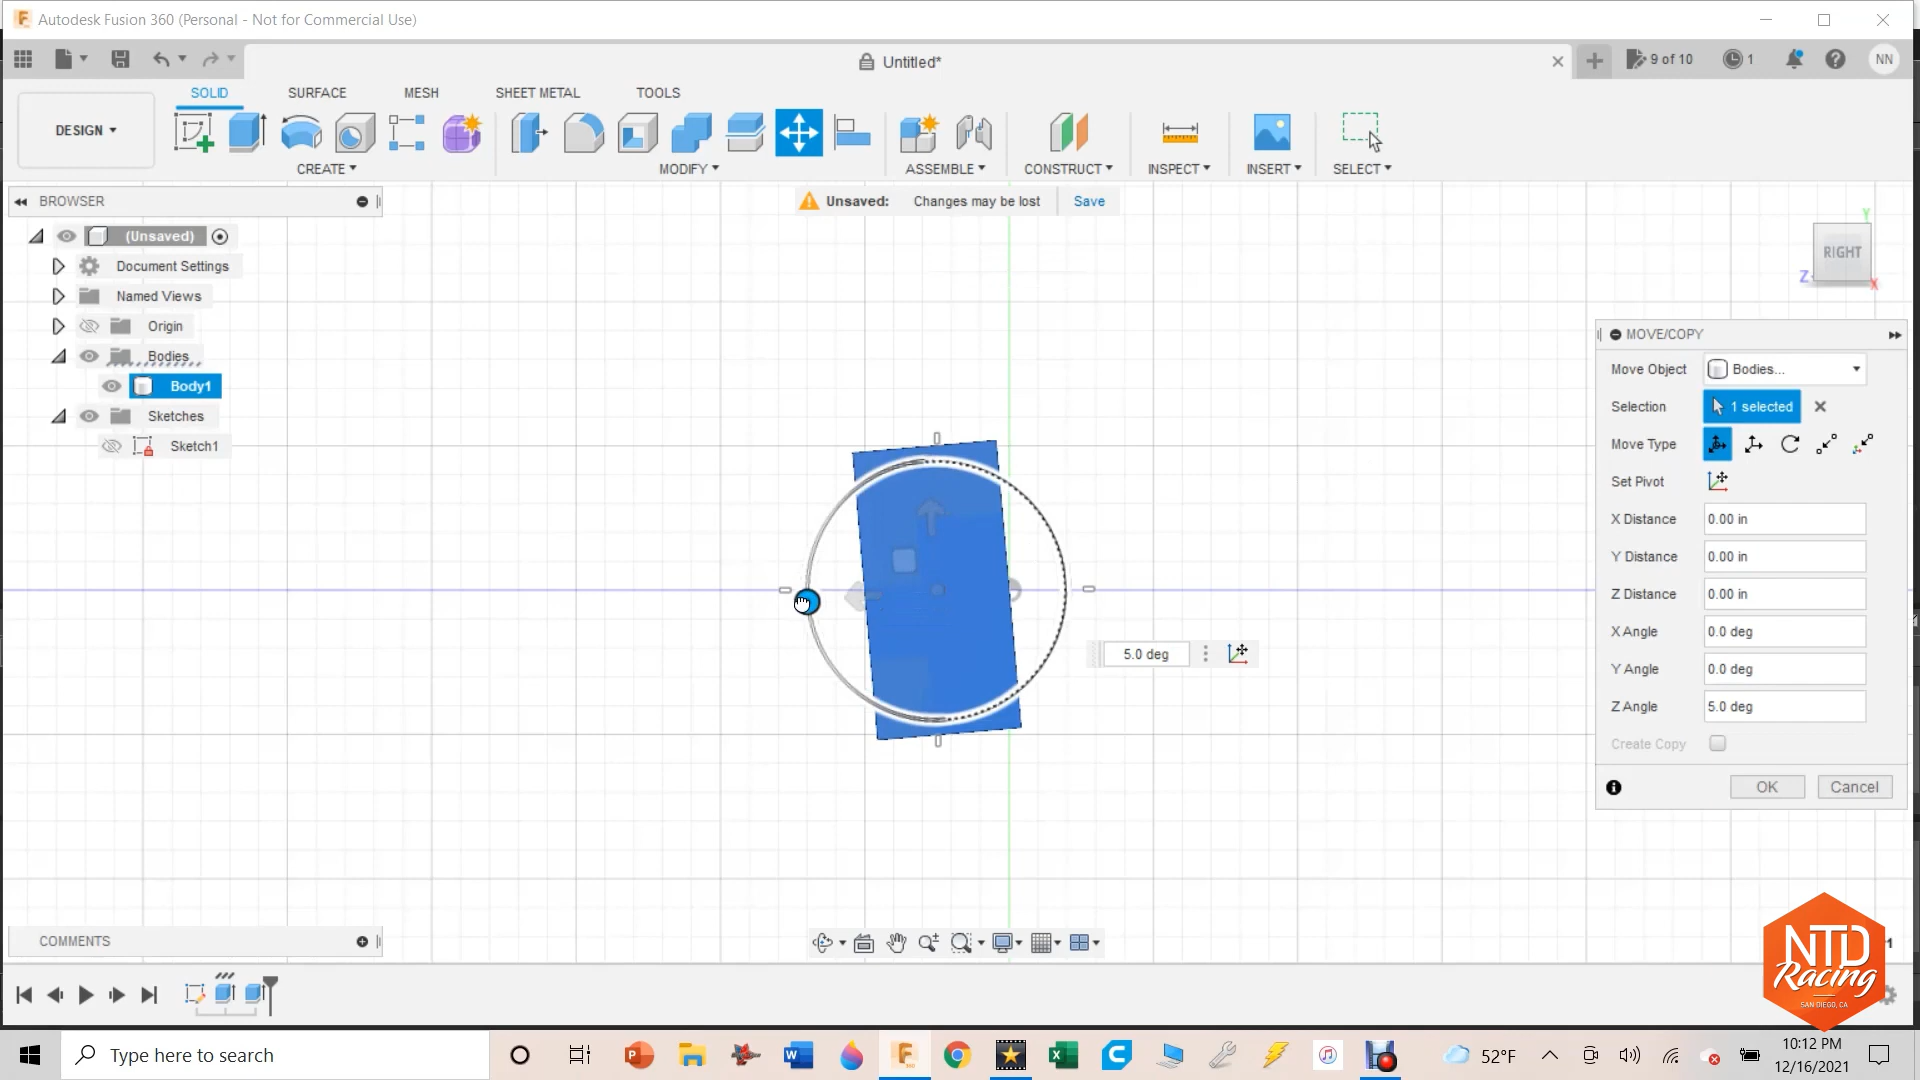 Autodesk Fusion 360 (Personal - Not for Commercial Use)
Untitled*
9 of 10
1
NN
DESIGN
SOLID
SURFACE
MESH
SHEET METAL
TOOLS
CREATE
MODIFY
ASSEMBLE
CONSTRUCT
INSPECT
INSERT
SELECT
BROWSER
Unsaved: Changes may be lost
Save
(Unsaved)
Document Settings
Named Views
Origin
Bodies
Body1
Sketches
Sketch1
Y
RIGHT
Z
X
MOVE/COPY
Move Object Bodies...
Selection 1 selected
Move Type
Set Pivot
X Distance 0.00 in
Y Distance 0.00 in
Z Distance 0.00 in
X Angle 0.0 deg
Y Angle 0.0 deg
Z Angle 5.0 deg
Create Copy
OK Cancel
5.0 deg
COMMENTS
1
NTD
Racing
SAN DIEGO, CA
Type here to search
52°F
10:12 PM
12/16/2021